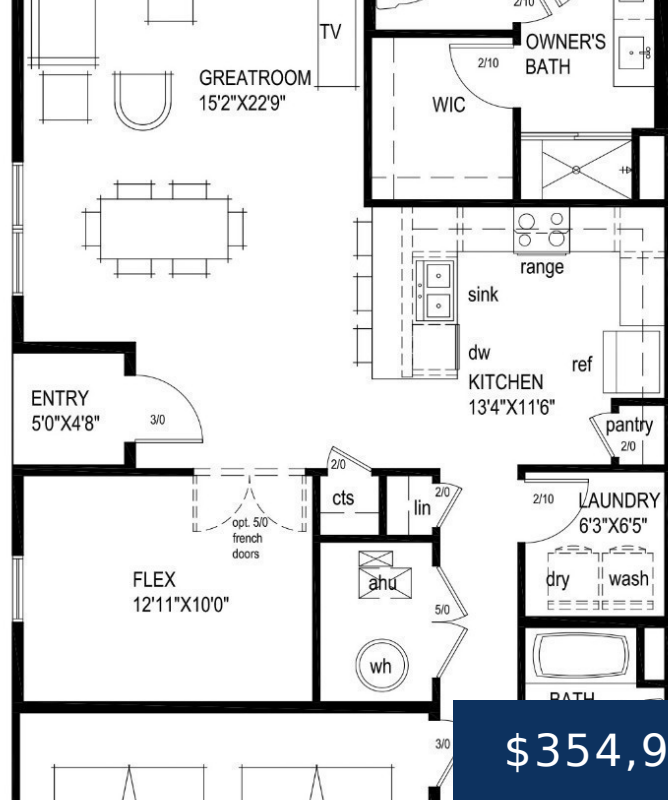 2/10
TV
OWNER'S
BATH
2/10
GREATROOM
15'2"X22'9"
WIC
range
sink
dw
ref
KITCHEN
13'4"X11'6"
ENTRY
5'0"X4'8"
3/0
pantry
2/0
2/0
cts
lin
2/0
2/10
LAUNDRY
6'3"X6'5"
opt. 5/0
french
doors
dry
wash
FLEX
12'11"X10'0"
ahu
5/0
wh
BATH
3/0
$354,9